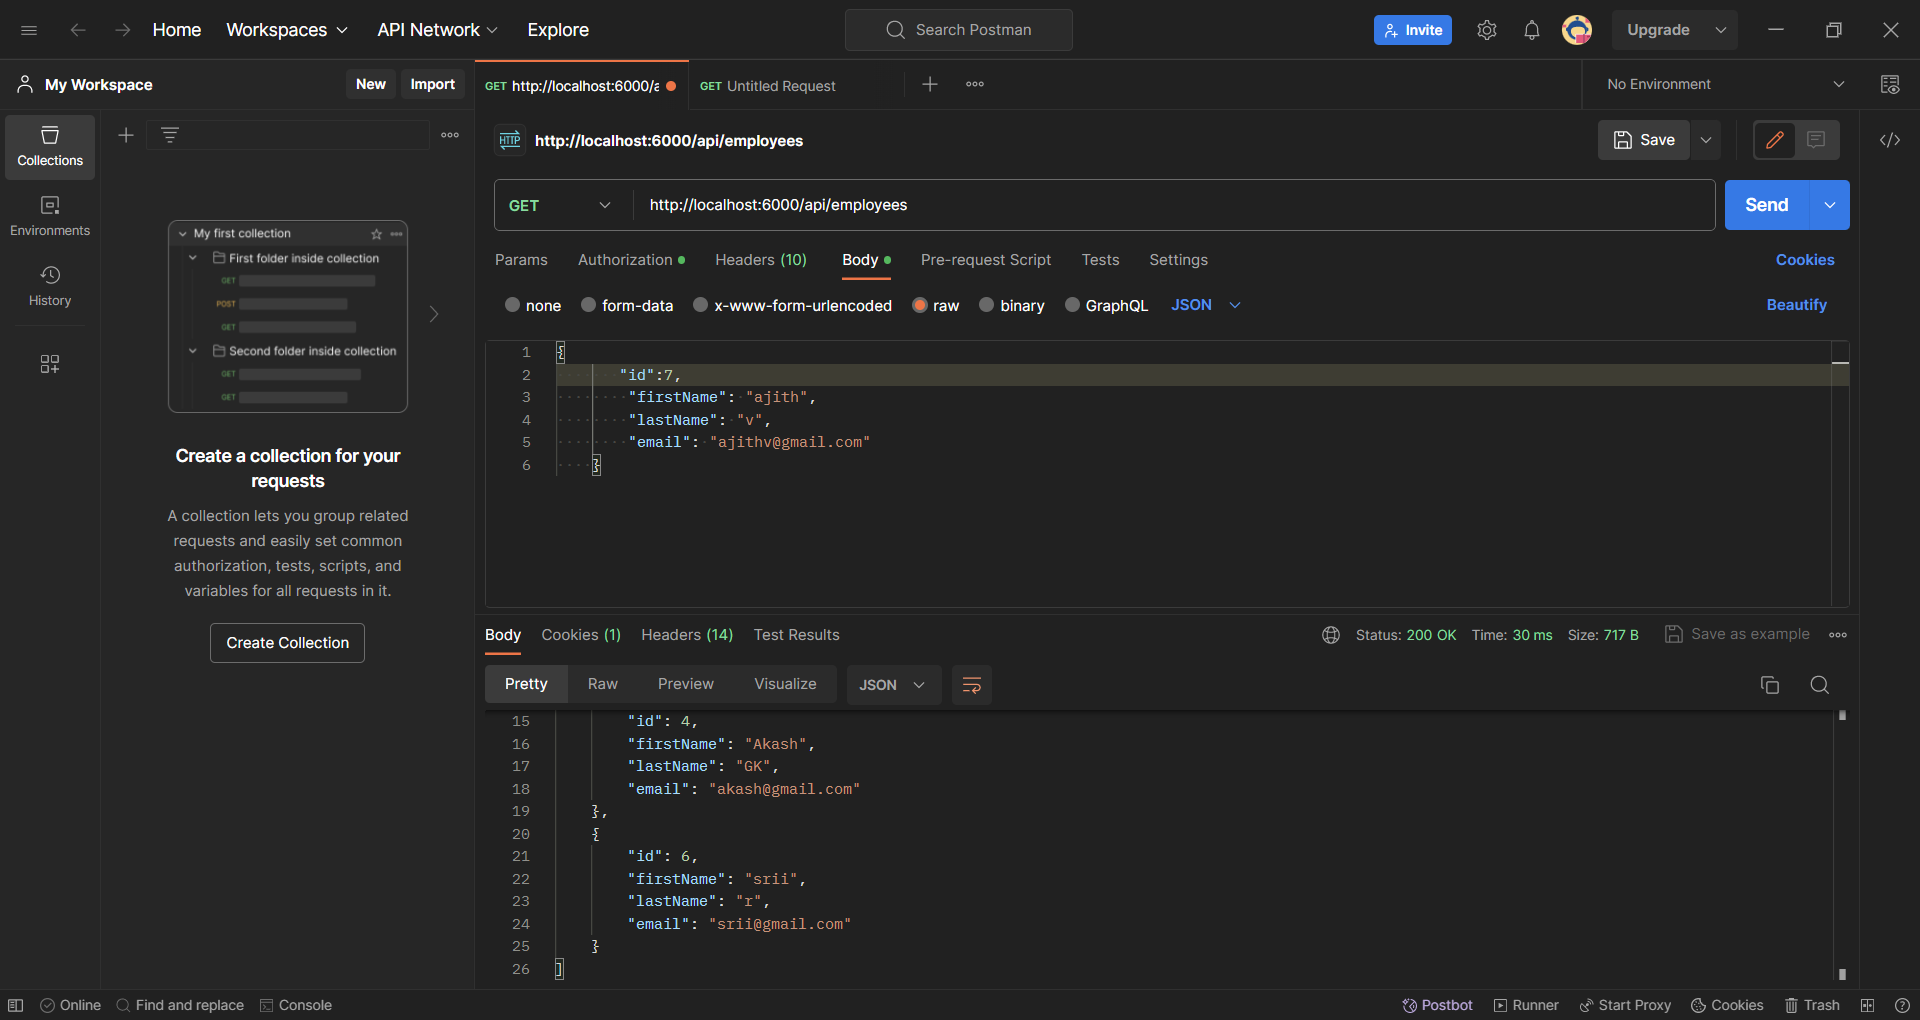 Home Workspaces API Network Explore Search Postman Invite Upgrade
My Workspace New Import GET http://localhost:6000/a GET Untitled Request No Environment
HTTP http://localhost:6000/api/employees Save
Collections
Environments
History
My first collection
First folder inside collection
GET
POST
GET
Second folder inside collection
GET
GET
Create a collection for your
requests
A collection lets you group related
requests and easily set common
authorization, tests, scripts, and
variables for all requests in it.
Create Collection
GET http://localhost:6000/api/employees Send
Params Authorization Headers (10) Body Pre-request Script Tests Settings Cookies
none form-data x-www-form-urlencoded raw binary GraphQL JSON Beautify
1 {
2 "id":7,
3 "firstName": "ajith",
4 "lastName": "v",
5 "email": "ajithv@gmail.com"
6 }
Body Cookies (1) Headers (14) Test Results Status: 200 OK Time: 30 ms Size: 717 B Save as example
Pretty Raw Preview Visualize JSON
15 "id": 4,
16 "firstName": "Akash",
17 "lastName": "GK",
18 "email": "akash@gmail.com"
19 },
20 {
21 "id": 6,
22 "firstName": "srii",
23 "lastName": "r",
24 "email": "srii@gmail.com"
25 }
26 ]
Online Find and replace Console Postbot Runner Start Proxy Cookies Trash